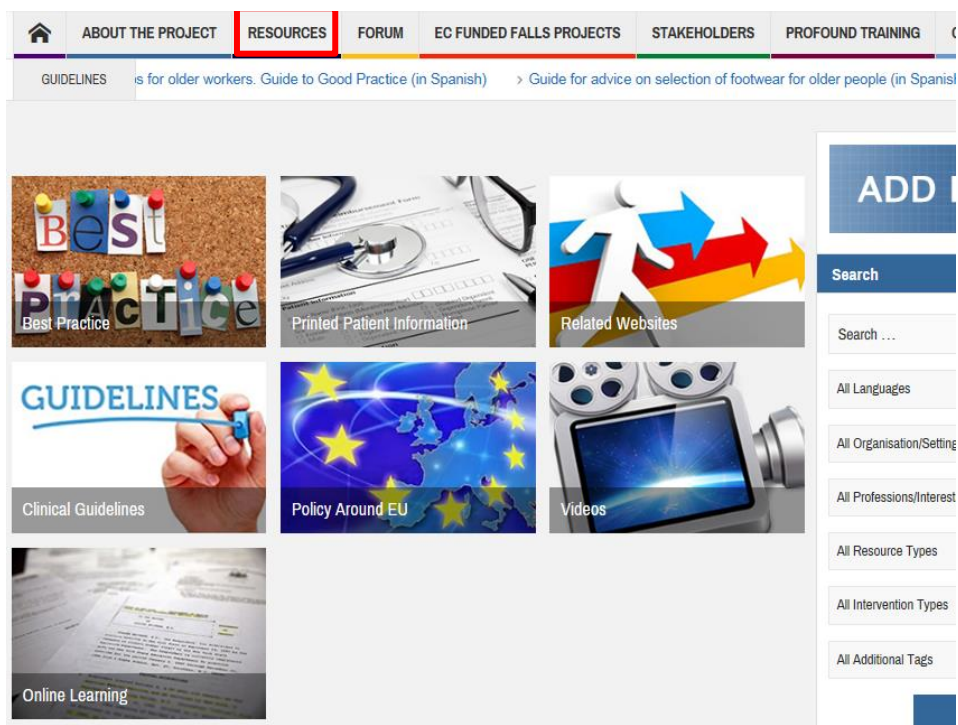 ABOUT THE PROJECT RESOURCES FORUM EC FUNDED FALLS PROJECTS STAKEHOLDERS PROFOUND TRAINING
GUIDELINES s for older workers. Guide to Good Practice (in Spanish) > Guide for advice on selection of footwear for older people (in Spanish
ADD
Search
BEST
PRACTICE
Best Practice
Patient Information
Printed Patient Information
Related Websites
Search ...
All Languages
GUIDELINES
Clinical Guidelines
Policy Around EU
Videos
All Organisation/Setting
All Professions/Interest
All Resource Types
All Intervention Types
All Additional Tags
Online Learning